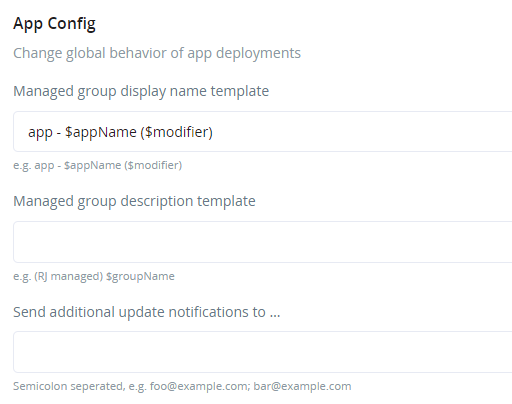 App Config
Change global behavior of app deployments
Managed group display name template
app - $appName ($modifier)
e.g. app - $appName ($modifier)
Managed group description template
e.g. (RJ managed) $groupName
Send additional update notifications to ...
Semicolon seperated, e.g. foo@example.com; bar@example.com